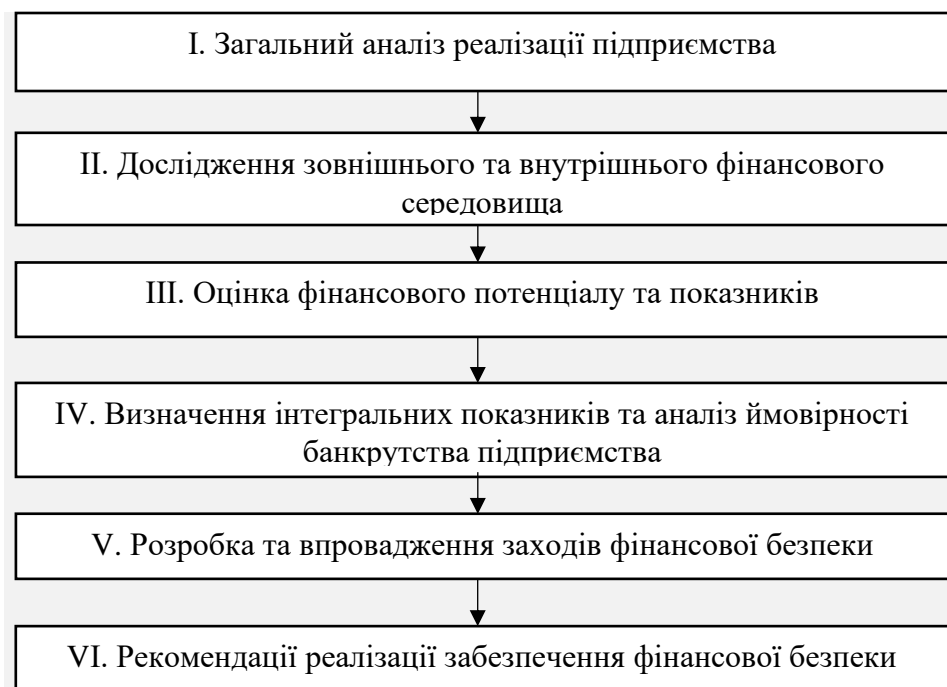 I. Загальний аналіз реалізації підприємства
II. Дослідження зовнішнього та внутрішнього фінансового
середовища
III. Оцінка фінансового потенціалу та показників
IV. Визначення інтегральних показників та аналіз ймовірності
банкрутства підприємства
V. Розробка та впровадження заходів фінансової безпеки
VI. Рекомендації реалізації забезпечення фінансової безпеки